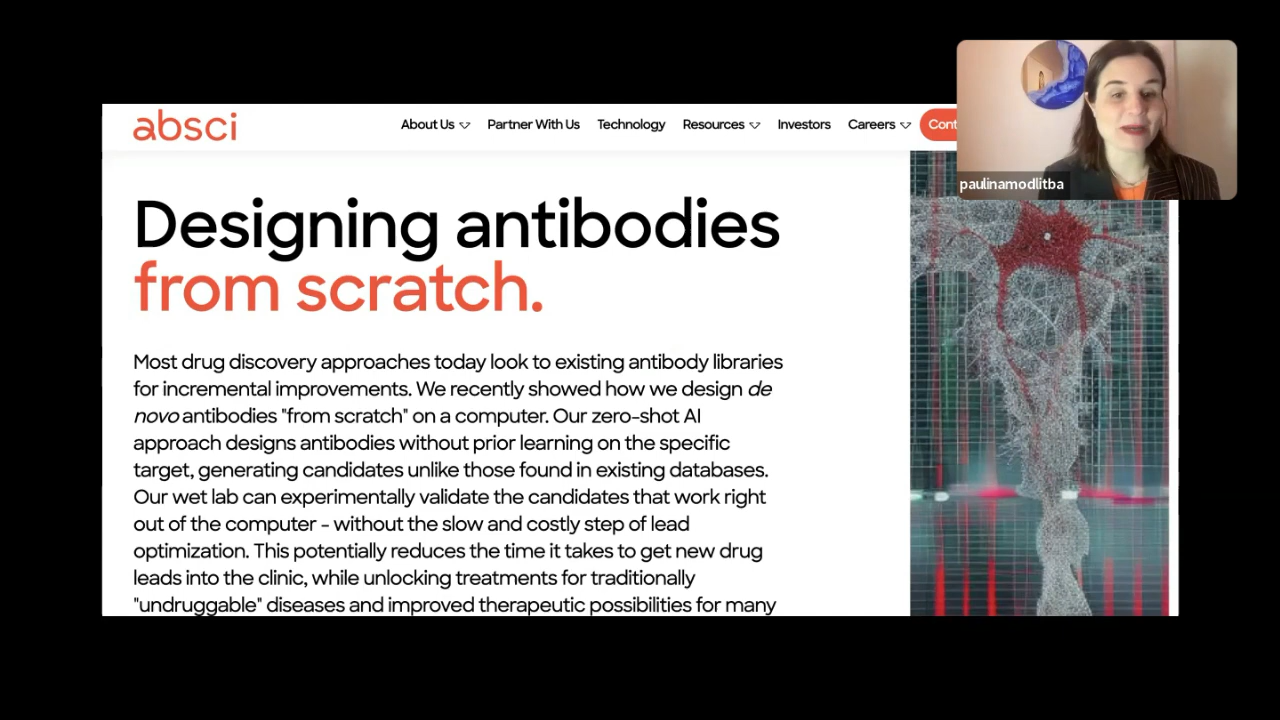 absci
About Us Partner With Us Technology Resources Investors Careers
paulinamodlitba
Designing antibodies
from scratch.
Most drug discovery approaches today look to existing antibody libraries
for incremental improvements. We recently showed how we design de
novo antibodies "from scratch" on a computer. Our zero-shot AI
approach designs antibodies without prior learning on the specific
target, generating candidates unlike those found in existing databases.
Our wet lab can experimentally validate the candidates that work right
out of the computer – without the slow and costly step of lead
optimization. This potentially reduces the time it takes to get new drug
leads into the clinic, while unlocking treatments for traditionally
"undruggable" diseases and improved therapeutic possibilities for many